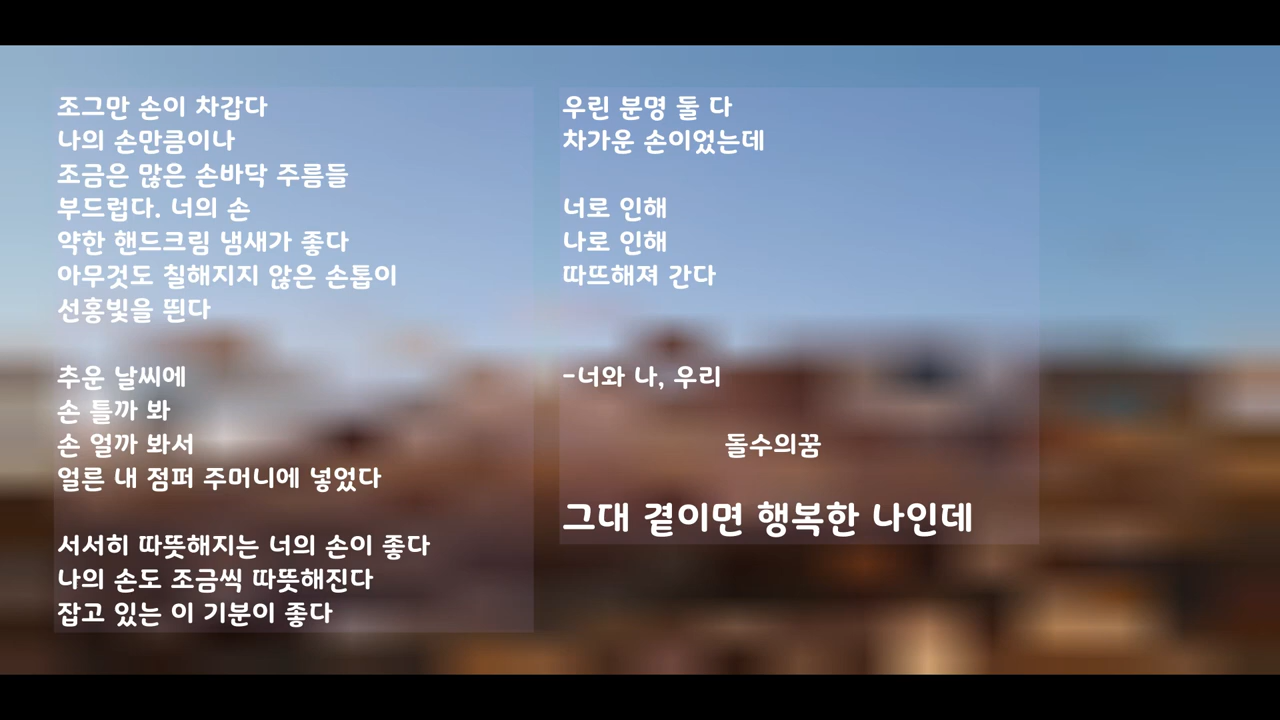 조그만 손이 차갑다
나의 손만큼이나
조금은 많은 손바닥 주름들
부드럽다. 너의 손
약한 핸드크림 냄새가 좋다
아무것도 칠해지지 않은 손톱이
선홍빛을 띈다
추운 날씨에
손 틀까 봐
손 얼까 봐서
얼른 내 점퍼 주머니에 넣었다
서서히 따뜻해지는 너의 손이 좋다
나의 손도 조금씩 따뜻해진다
잡고 있는 이 기분이 좋다
우린 분명 둘 다
차가운 손이었는데
너로 인해
나로 인해
따뜨해져 간다
-너와 나, 우리
돌수의꿈
그대 곁이면 행복한 나인데